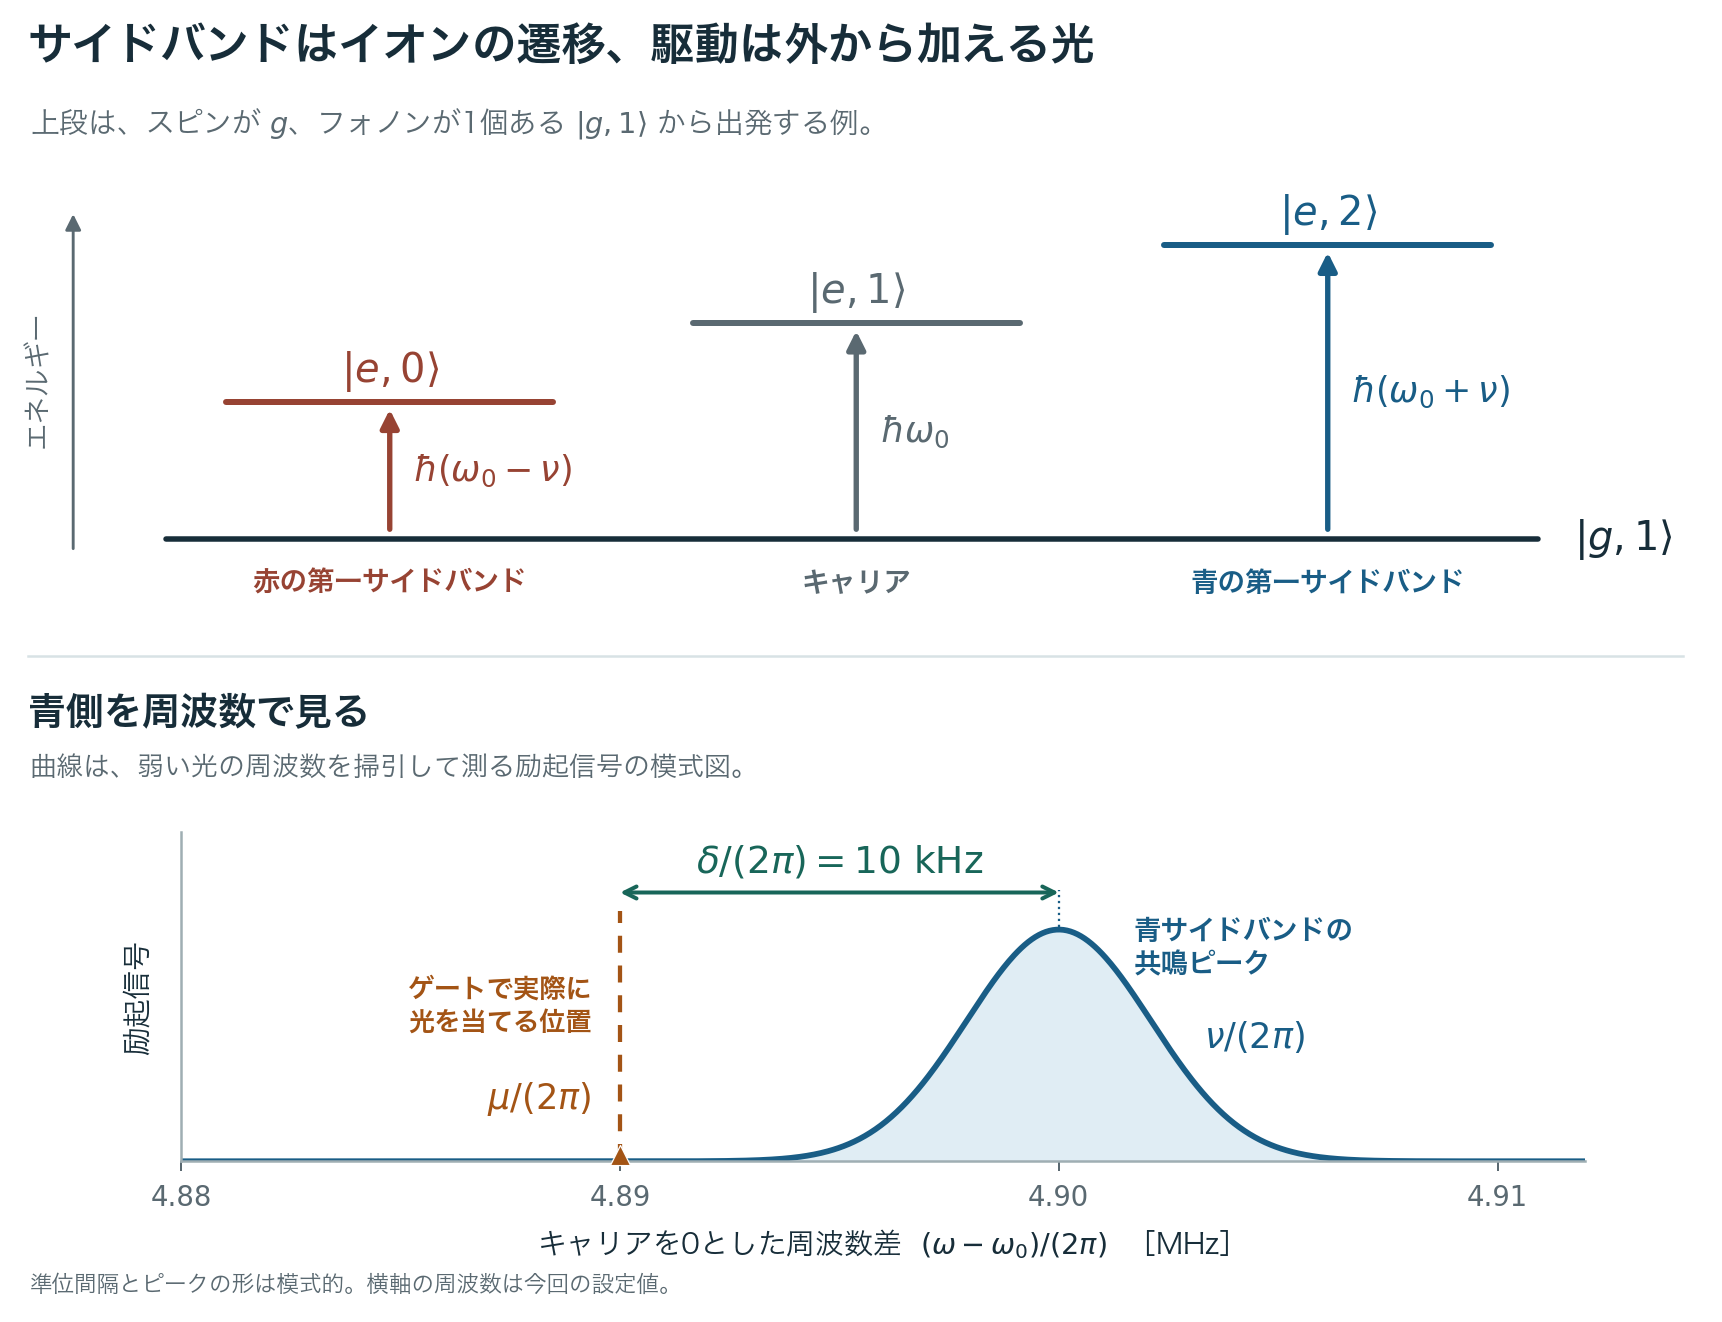 サイドバンドはイオンの遷移、駆動は外から加える光
上段は、スピンが g、フォノンが1個ある |g, 1⟩ から出発する例。
エネルギー
|e, 0⟩
ħ(ω₀ − ν)
赤の第一サイドバンド
|e, 1⟩
ħω₀
キャリア
|e, 2⟩
ħ(ω₀ + ν)
青の第一サイドバンド
|g, 1⟩
青側を周波数で見る
曲線は、弱い光の周波数を掃引して測る励起信号の模式図。
励起信号
δ/(2π) = 10 kHz
ゲートで実際に
光を当てる位置
μ/(2π)
青サイドバンドの
共鳴ピーク
ν/(2π)
4.88
4.89
4.90
4.91
キャリアを0とした周波数差 (ω − ω₀)/(2π) [MHz]
準位間隔とピークの形は模式的。横軸の周波数は今回の設定値。